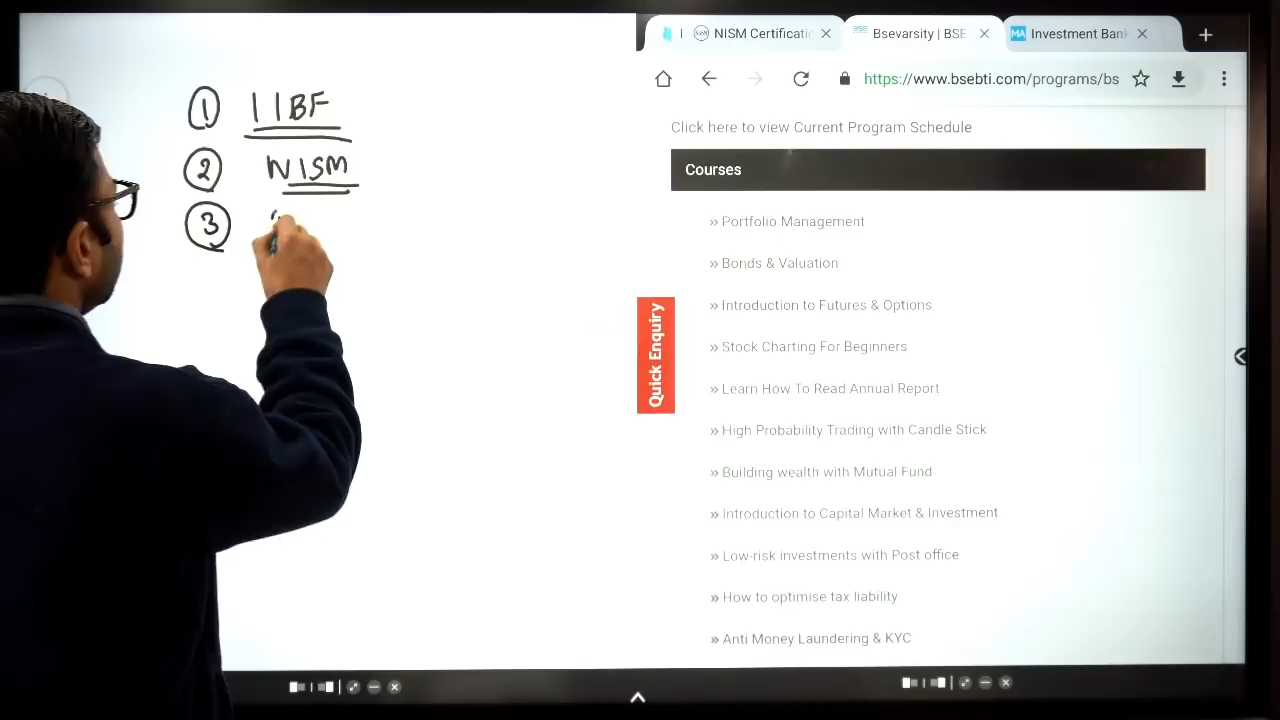 ① IIBF
② NISM
③
NISM Certificati
Bsevarsity | BSE
Investment Bank
https://www.bsebti.com/programs/bs
Click here to view Current Program Schedule
Courses
» Portfolio Management
» Bonds & Valuation
» Introduction to Futures & Options
» Stock Charting For Beginners
» Learn How To Read Annual Report
» High Probability Trading with Candle Stick
» Building wealth with Mutual Fund
» Introduction to Capital Market & Investment
» Low-risk investments with Post office
» How to optimise tax liability
» Anti Money Laundering & KYC
Quick Enquiry